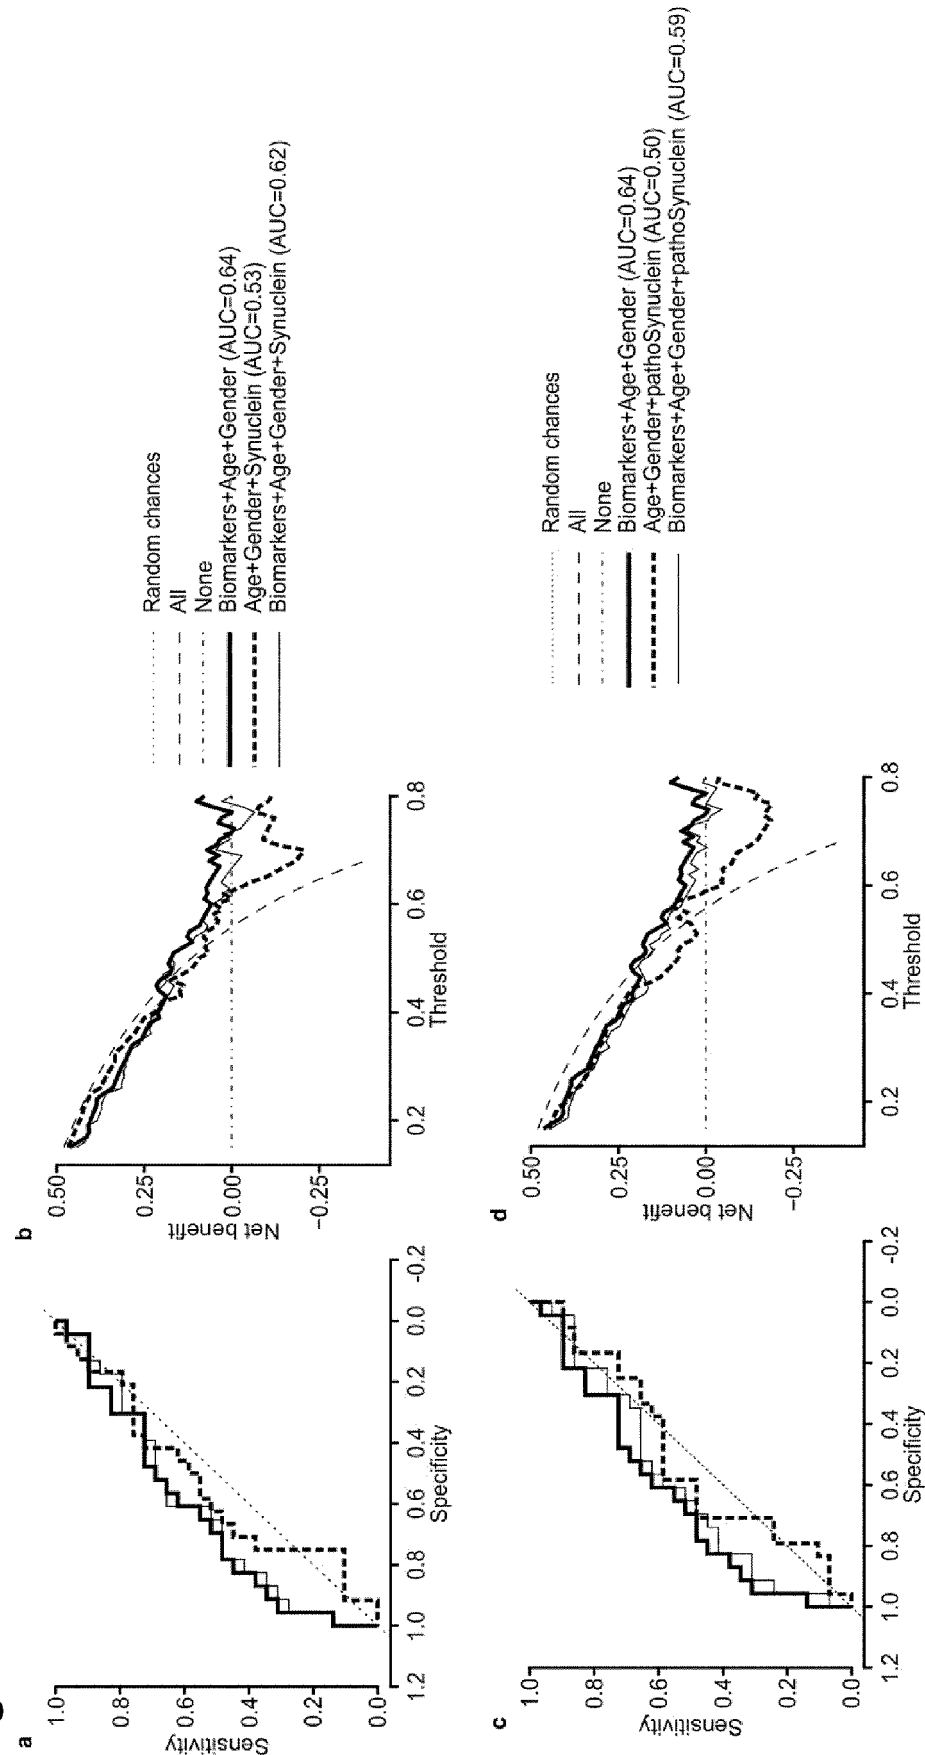 a
Sensitivity
1.0
0.8
0.6
0.4
0.2
0.0
1.2
1.0
0.8
0.6
0.4
0.2
0.0
-0.2
Specificity
b
Net benefit
0.50
0.25
0.00
-0.25
0.2
0.4
0.6
0.8
Threshold
Random chances
All
None
Biomarkers+Age+Gender (AUC=0.64)
Age+Gender+Synuclein (AUC=0.53)
Biomarkers+Age+Gender+Synuclein (AUC=0.62)
c
Sensitivity
1.0
0.8
0.6
0.4
0.2
0.0
1.2
1.0
0.8
0.6
0.4
0.2
0.0
-0.2
Specificity
d
Net benefit
0.50
0.25
0.00
-0.25
0.2
0.4
0.6
0.8
Threshold
Random chances
All
None
Biomarkers+Age+Gender (AUC=0.64)
Age+Gender+pathoSynuclein (AUC=0.50)
Biomarkers+Age+Gender+pathoSynuclein (AUC=0.59)